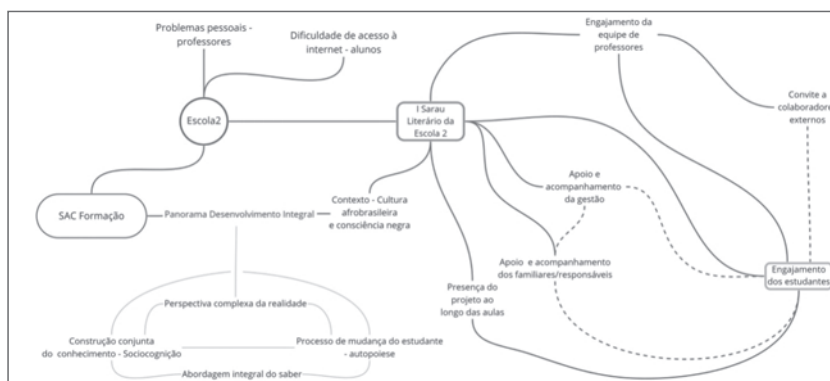 Problemas pessoais -
professores
Dificuldade de acesso à
internet - alunos
Engajamento da
equipe de
professores
Convite a
colaboradores
externos
Escola2
I Sarau
Literário da
Escola 2
Apoio e
acompanhamento
da gestão
SAC Formação
Panorama Desenvolvimento Integral
Contexto - Cultura
afrobrasileira
e consciência negra
Apoio e acompanhamento
dos familiares/responsáveis
Engajamento
dos estudantes
Presença do
projeto ao
longo das aulas
Perspectiva complexa da realidade
Construção conjunta
do conhecimento - Sociocognição
Processo de mudança do estudante
- autopoiese
Abordagem integral do saber